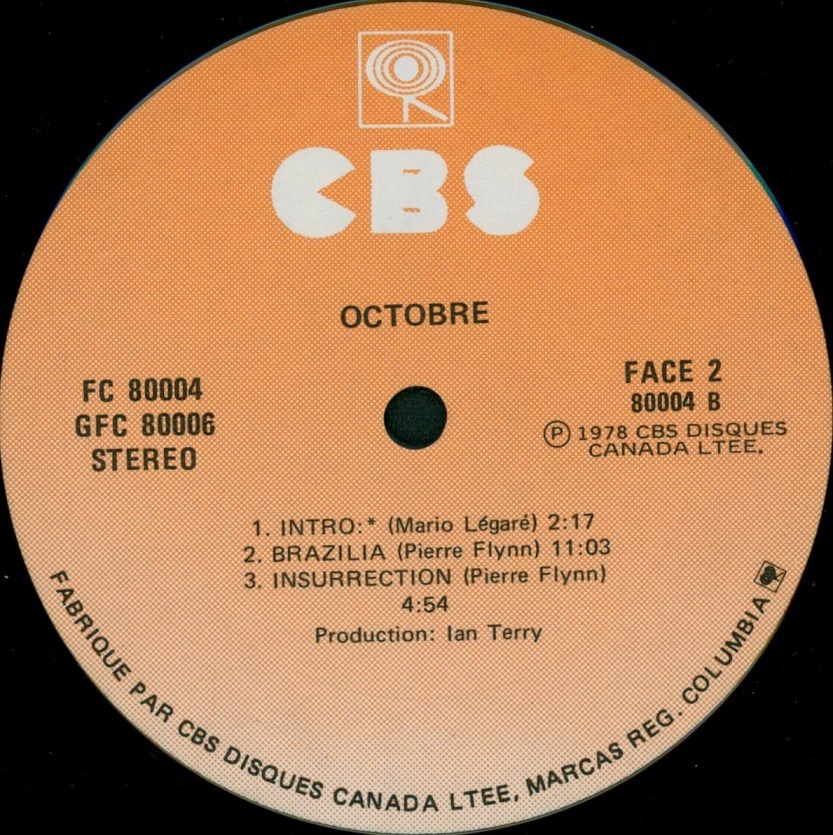 CBS
OCTOBRE
FC 80004
GFC 80006
STEREO
FACE 2
80004 B
Ⓟ 1978 CBS DISQUES
CANADA LTEE.
1. INTRO:* (Mario Légaré) 2:17
2. BRAZILIA (Pierre Flynn) 11:03
3. INSURRECTION (Pierre Flynn)
4:54
Production: Ian Terry
FABRIQUE PAR CBS DISQUES CANADA LTEE, MARCAS REG. COLUMBIA